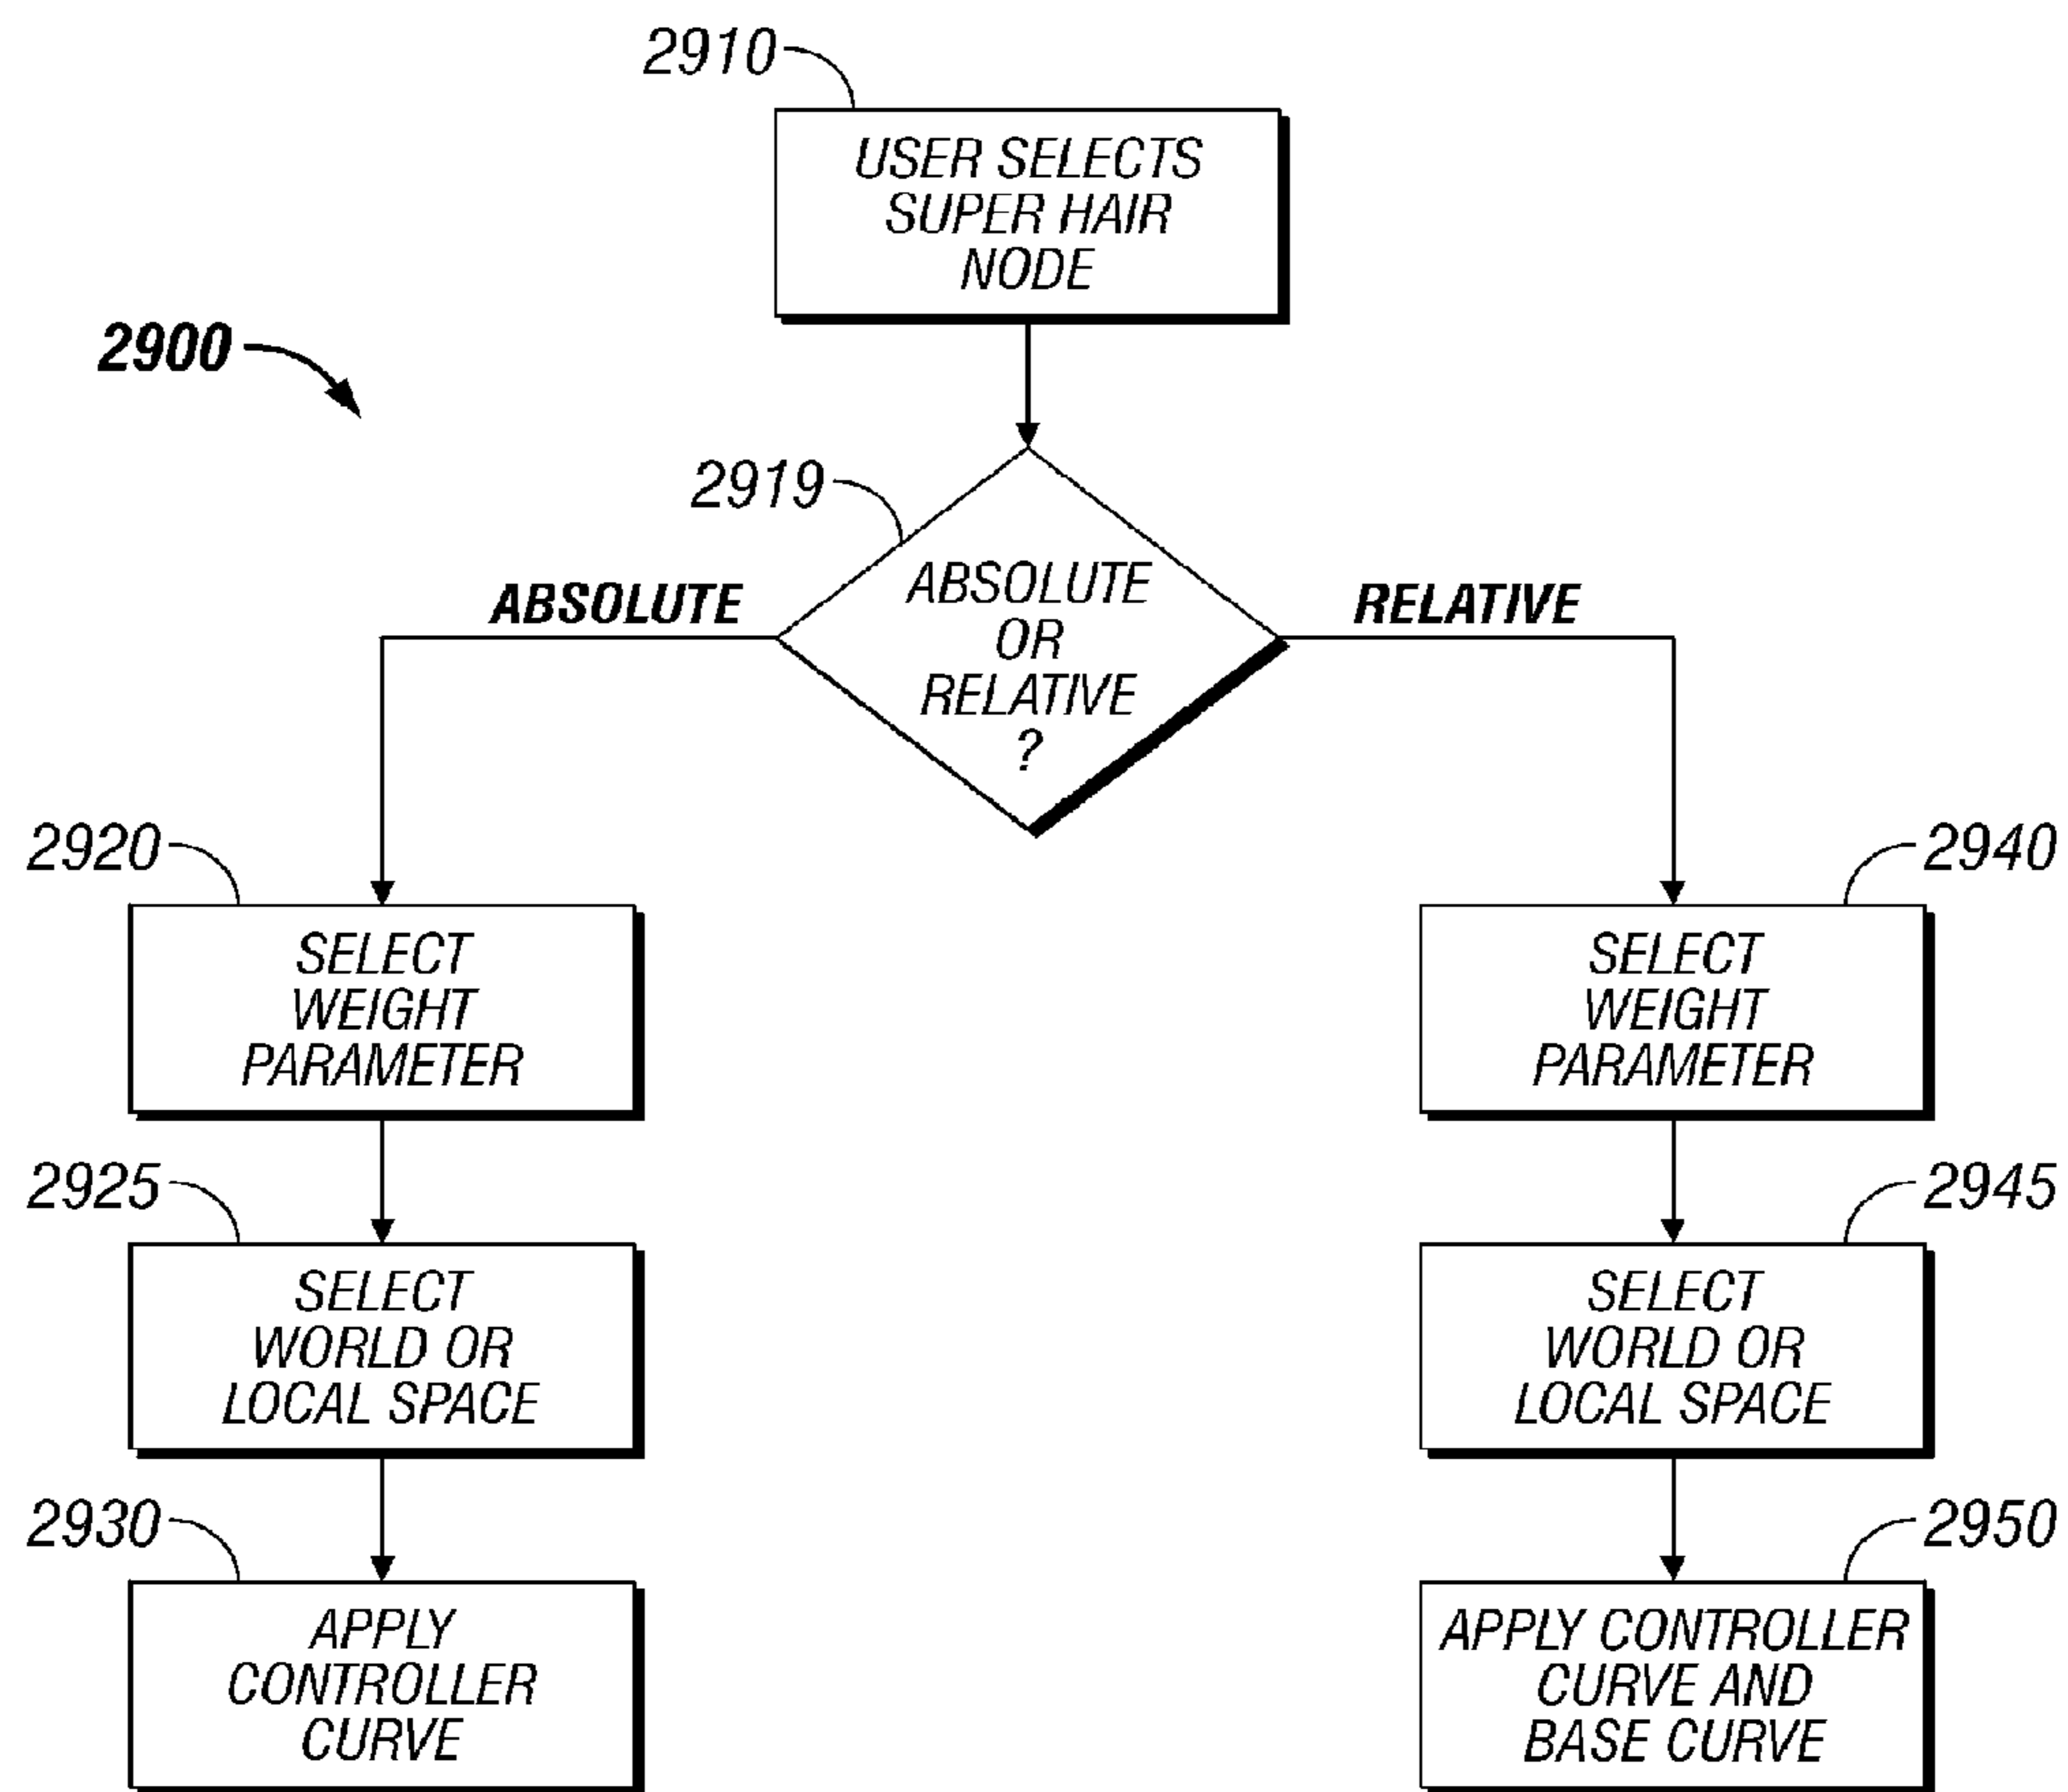 2910
USER SELECTS
SUPER HAIR
NODE
2900
2919
ABSOLUTE
OR
RELATIVE
?
ABSOLUTE
RELATIVE
2920
SELECT
WEIGHT
PARAMETER
2940
SELECT
WEIGHT
PARAMETER
2925
SELECT
WORLD OR
LOCAL SPACE
2945
SELECT
WORLD OR
LOCAL SPACE
2930
APPLY
CONTROLLER
CURVE
2950
APPLY CONTROLLER
CURVE AND
BASE CURVE